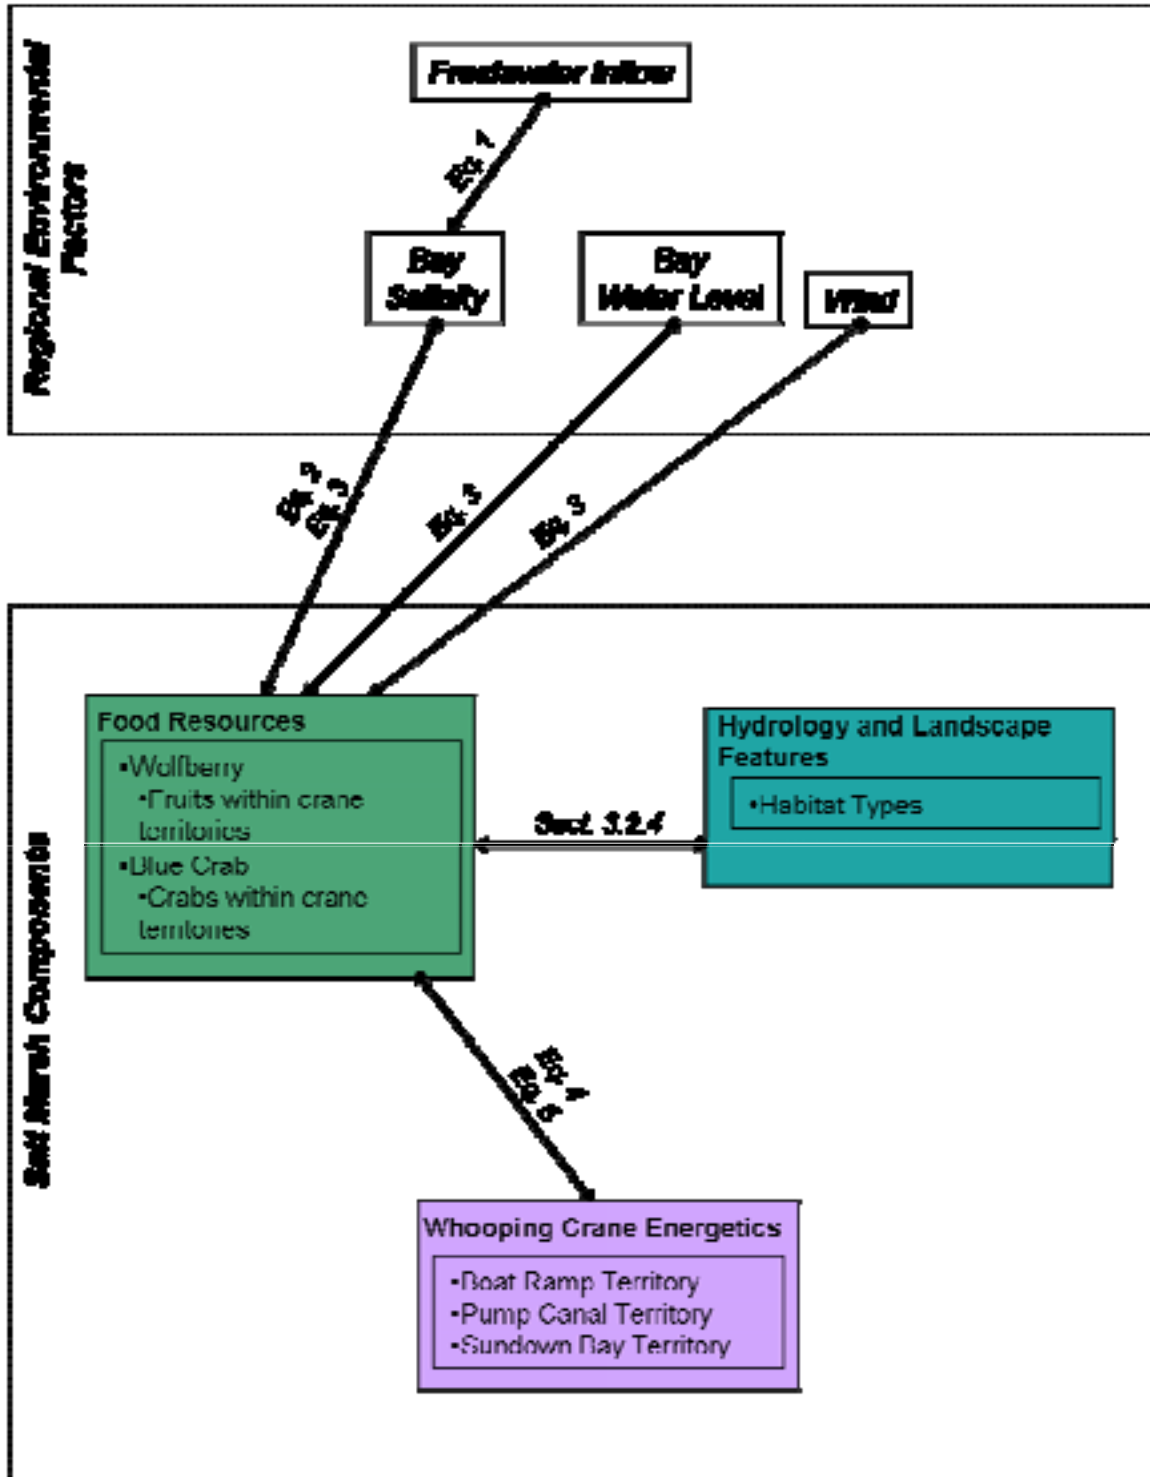 Regional Environmental
Factors
Freshwater Inflow
Eq. 1
Bay
Salinity
Bay
Water Level
Wind
Eq. 2
Eq. 3
Eq. 3
Eq. 3
Salt Marsh Components
Food Resources
•Wolfberry
•Fruits within crane
territories
•Blue Crab
•Crabs within crane
territories
Sect. 3.2.4
Hydrology and Landscape
Features
•Habitat Types
Eq. 4
Eq. 5
Whooping Crane Energetics
•Boat Ramp Territory
•Pump Canal Territory
•Sundown Bay Territory